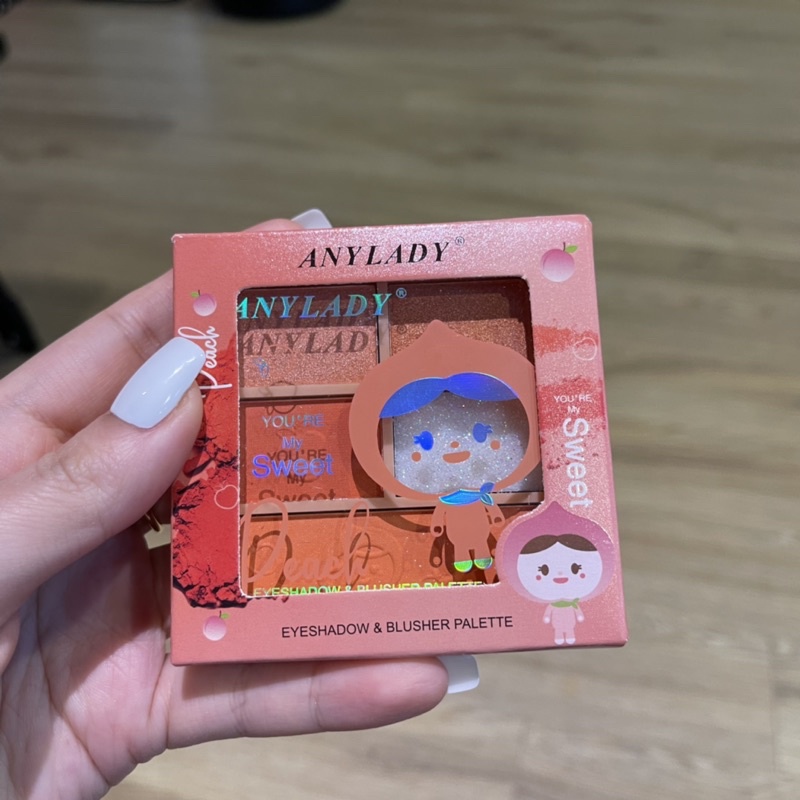 ANYLADY®
ANYLADY®
ANYLADY
Peach
YOU'RE
My
Sweet
YOU'RE
My
Sweet
YOU'RE,
My
Sweet
Peach
EYESHADOW & BLUSHER PALETTE
EYESHADOW & BLUSHER PALETTE